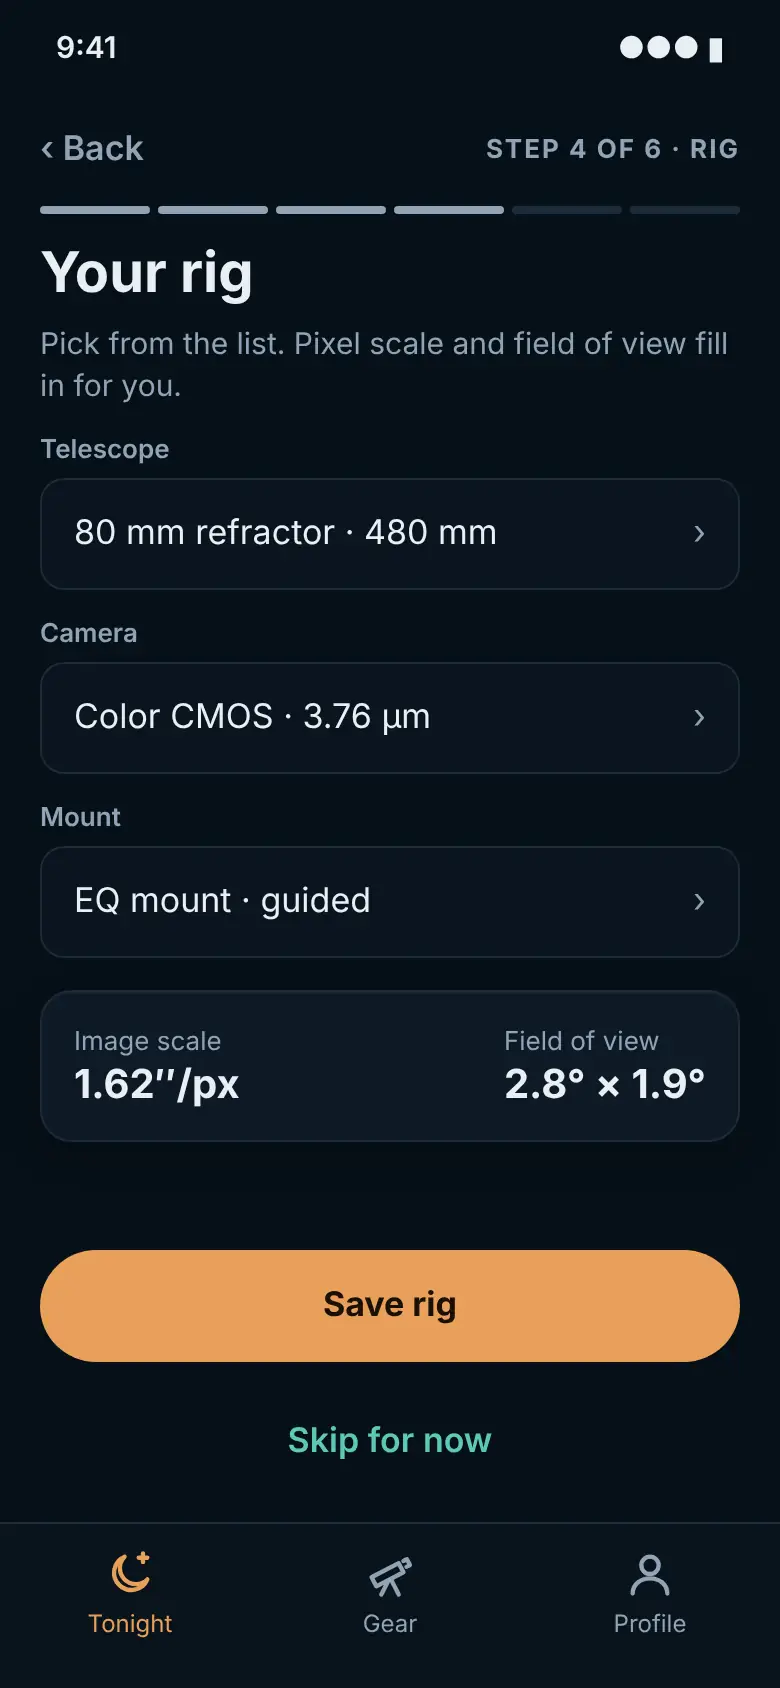 9:41
‹ Back
STEP 4 OF 6 · RIG
Your rig
Pick from the list. Pixel scale and field of view fill
in for you.
Telescope
80 mm refractor · 480 mm ›
Camera
Color CMOS · 3.76 µm ›
Mount
EQ mount · guided ›
Image scale
1.62″/px
Field of view
2.8° × 1.9°
Save rig
Skip for now
Tonight
Gear
Profile